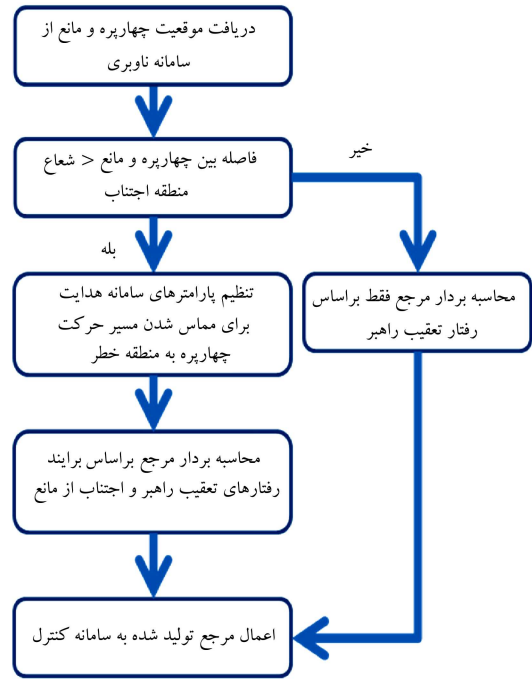 دریافت موقعیت چهارپره و مانع از
سامانه ناوبری
فاصله بین چهارپره و مانع < شعاع
منطقه اجتناب
خیر
بله
تنظیم پارامترهای سامانه هدایت
برای مماس شدن مسیر حرکت
چهارپره به منطقه خطر
محاسبه بردار مرجع فقط براساس
رفتار تعقیب راهبر
محاسبه بردار مرجع براساس برایند
رفتارهای تعقیب راهبر و اجتناب از مانع
اعمال مرجع تولید شده به سامانه کنترل